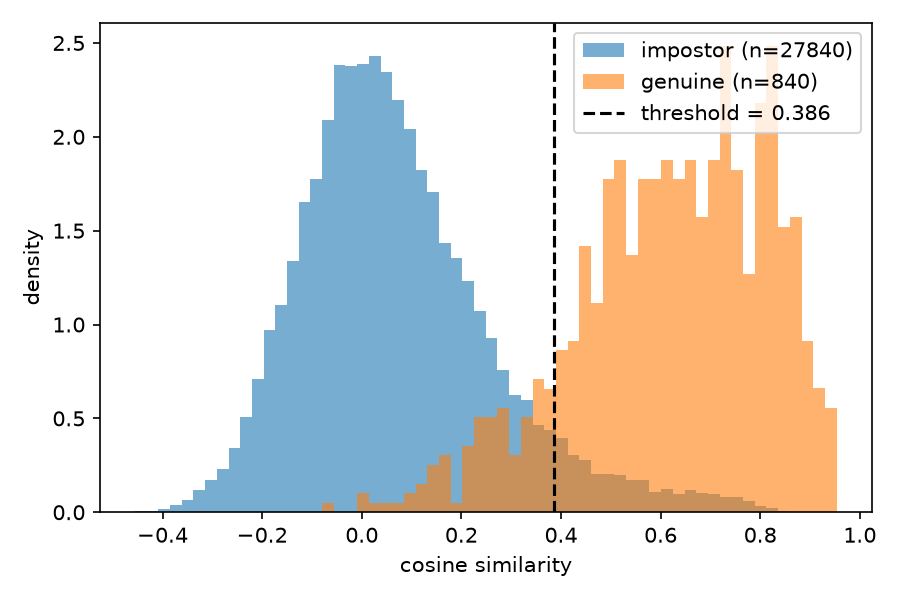 impostor (n=27840)
genuine (n=840)
threshold = 0.386
2.5
2.0
1.5
1.0
0.5
0.0
density
−0.4 −0.2 0.0 0.2 0.4 0.6 0.8 1.0
cosine similarity